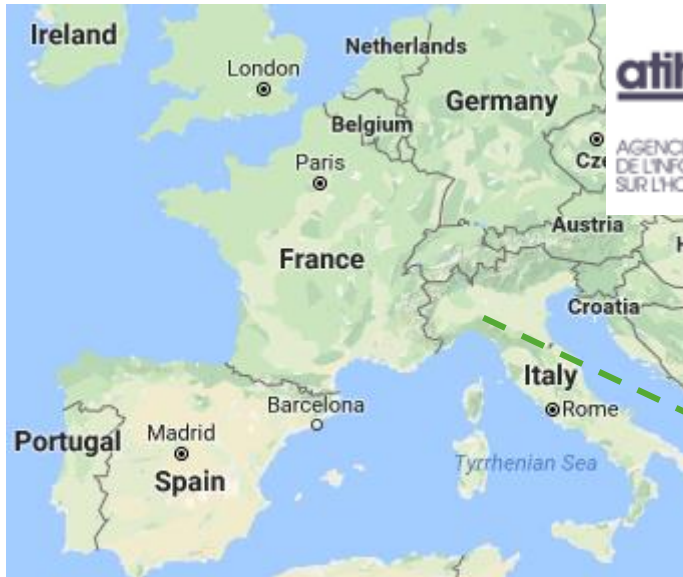 Ireland
Netherlands
London
Germany
Belgium
Paris
Austria
France
Croatia
Italy
Barcelona
Rome
Portugal
Madrid
Tyrrhenian Sea
Spain